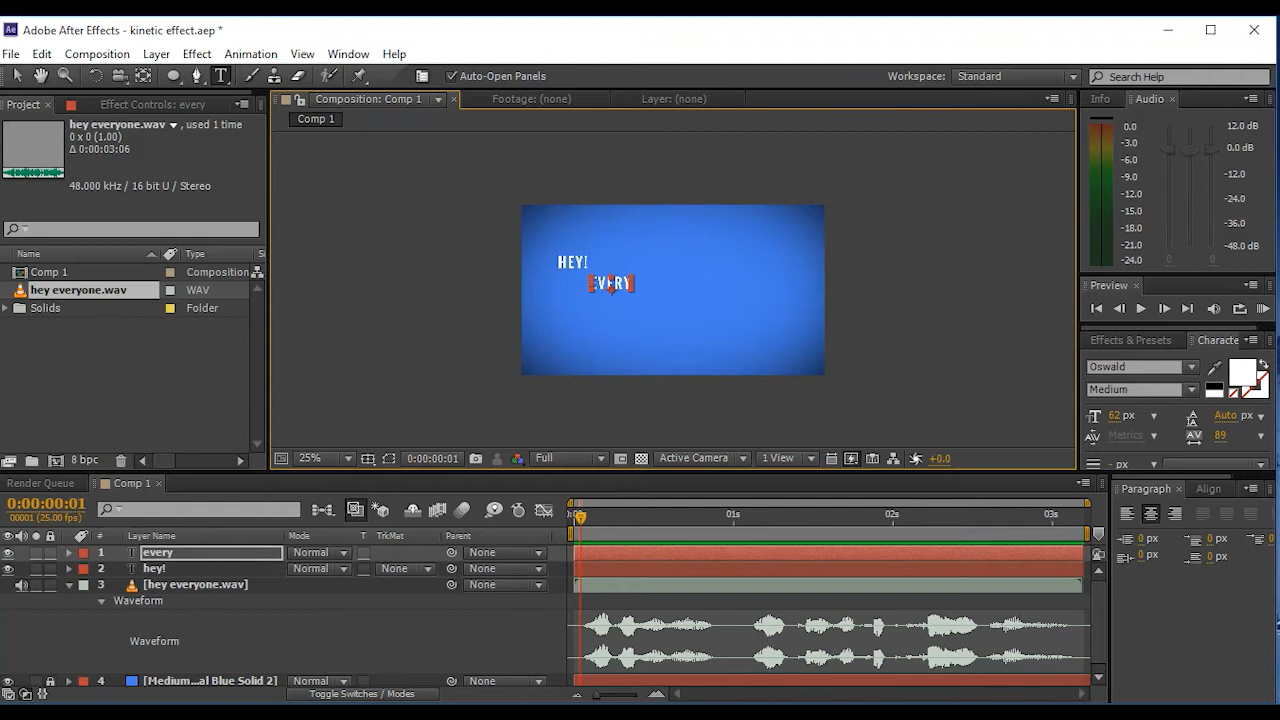 Adobe After Effects - kinetic effect.aep *
File Edit Composition Layer Effect Animation View Window Help
Auto-Open Panels
Workspace: Standard
Search Help
Project
Effect Controls: every
hey everyone.wav , used 1 time
0 x 0 (1.00)
Δ 0:00:03:06
48.000 kHz / 16 bit U / Stereo
Name Type Si
Comp 1 Composition
hey everyone.wav WAV
Solids Folder
8 bpc
Composition: Comp 1
Footage: (none)
Layer: (none)
Comp 1
HEY!
EVERY
25% 0:00:00:01 Full Active Camera 1 View +0.0
Info Audio
0.0 12.0 dB
-3.0 0.0 dB
-6.0
-9.0 -12.0
-12.0 -24.0
-15.0
-18.0 -36.0
-21.0 -48.0 dB
-24.0 0 0
Preview
Effects & Presets Characte
Oswald
Medium
62 px Auto px
Metrics 89
- px
Render Queue Comp 1
0:00:00:01
00001 (25.00 fps)
# Layer Name Mode T TrkMat Parent
1 T every Normal None
2 T hey! Normal None None
3 [hey everyone.wav] None
Waveform
Waveform
4 [Medium...al Blue Solid 2] Normal None
Toggle Switches / Modes
01s 02s 03s
Paragraph Align
0 px 0 px 0
0 px 0 px